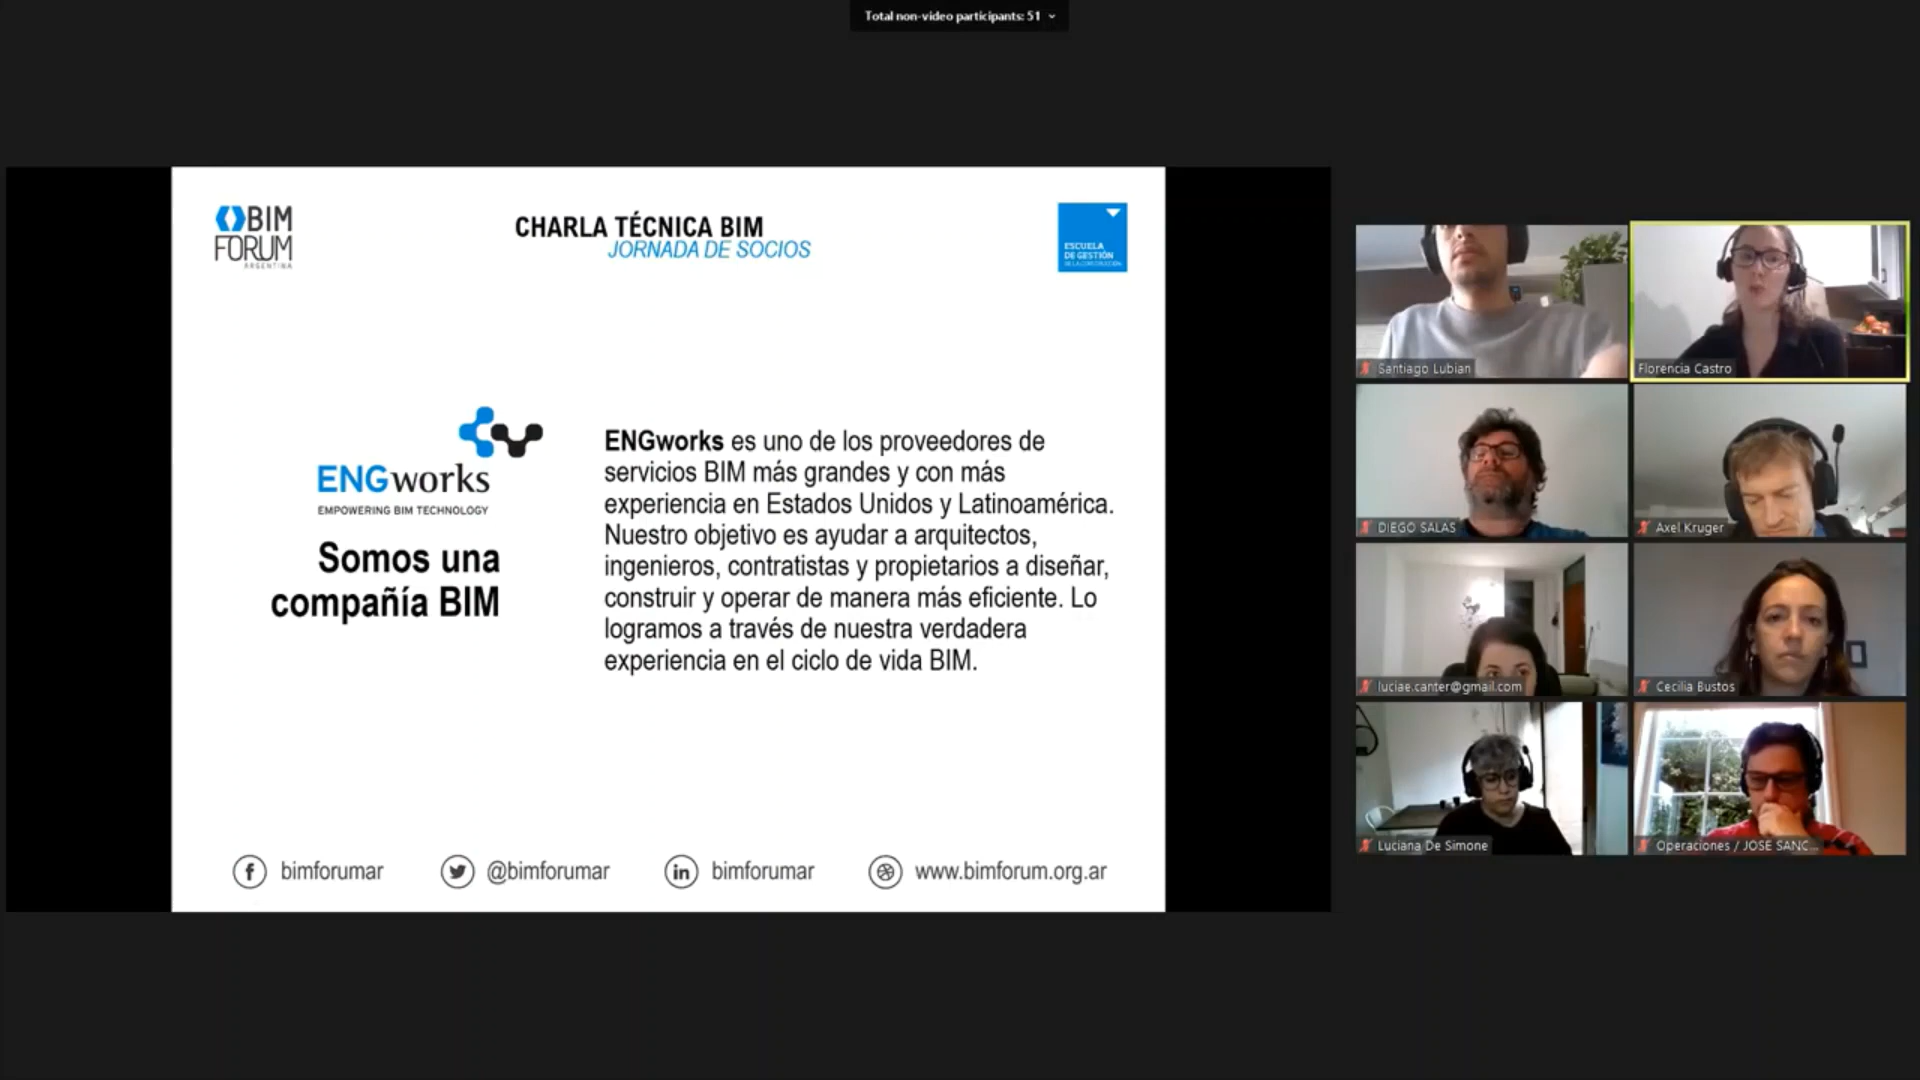 Total non-video participants: 51
BIM
FORUM
ARGENTINA
CHARLA TÉCNICA BIM
JORNADA DE SOCIOS
ESCUELA
DE GESTIÓN
DE LA CONSTRUCCIÓN
ENGworks
EMPOWERING BIM TECHNOLOGY
Somos una
compañía BIM
ENGworks es uno de los proveedores de
servicios BIM más grandes y con más
experiencia en Estados Unidos y Latinoamérica.
Nuestro objetivo es ayudar a arquitectos,
ingenieros, contratistas y propietarios a diseñar,
construir y operar de manera más eficiente. Lo
logramos a través de nuestra verdadera
experiencia en el ciclo de vida BIM.
bimforumar
@bimforumar
bimforumar
www.bimforum.org.ar
Santiago Lubian
Florencia Castro
DIEGO SALAS
Axel Kruger
luciae.canter@gmail.com
Cecilia Bustos
Luciana De Simone
Operaciones / JOSE SANC...